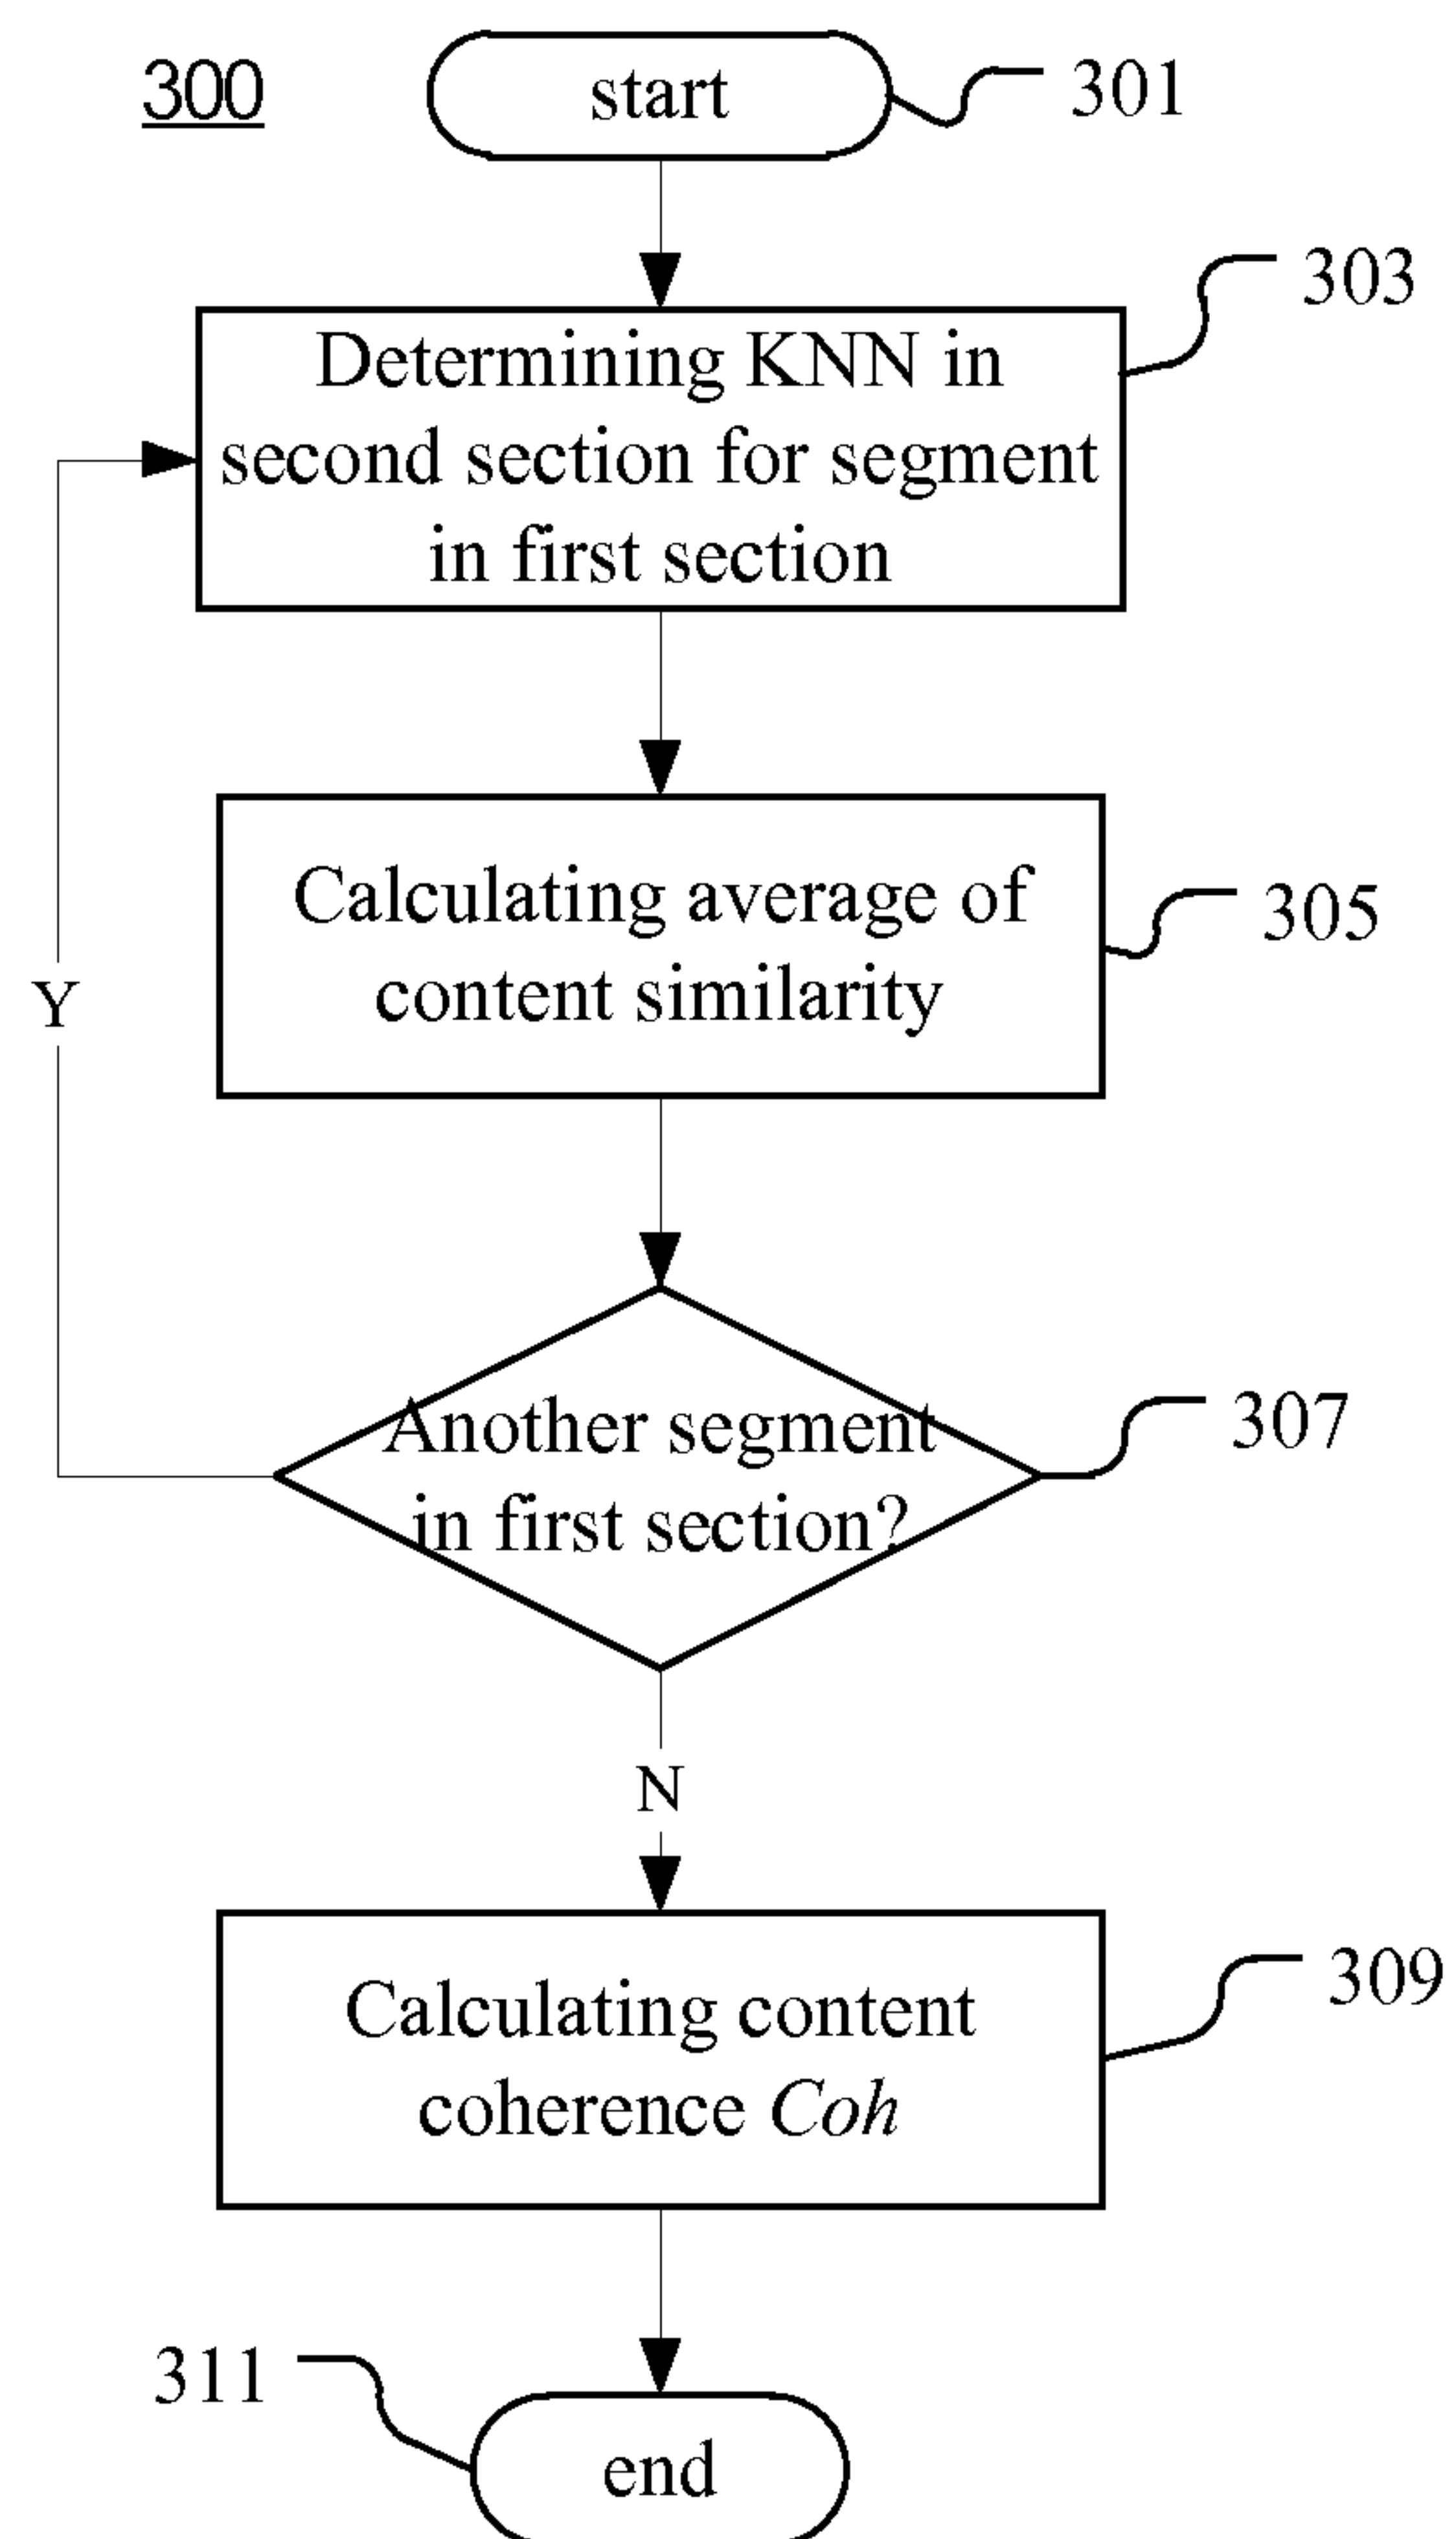 300
start
301
303
Determining KNN in
second section for segment
in first section
Calculating average of
content similarity
305
Y
Another segment
in first section?
307
N
Calculating content
coherence Coh
309
311
end